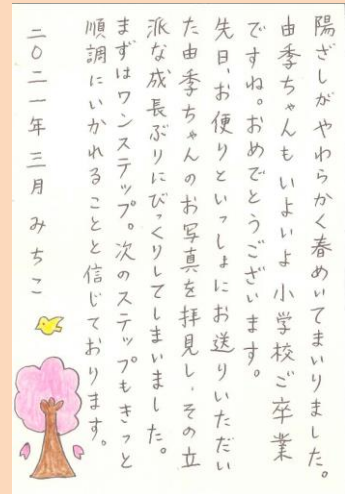 陽ざしがやわらかく春めいてまいりました。
由季ちゃんもいよいよ小学校ご卒業
ですね。おめでとうございます。
先日、お便りといっしょにお送りいただい
た由季ちゃんのお写真を拝見し、その立
派な成長ぶりにびっくりしてしまいました。
まずはワンステップ。次のステップもきっと
順調にいかれることと信じております。
二〇二一年三月みちこ